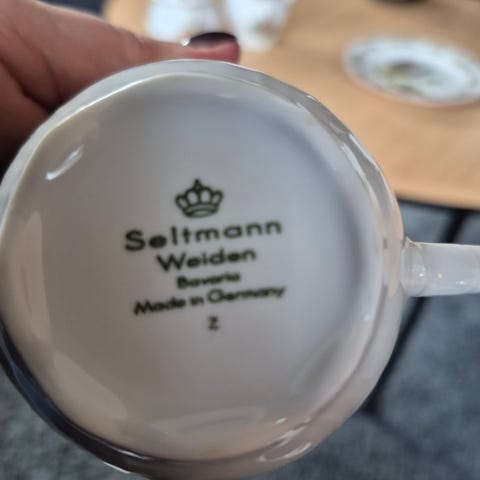 Seltmann
Weiden
Bavaria
Made in Germany
Z